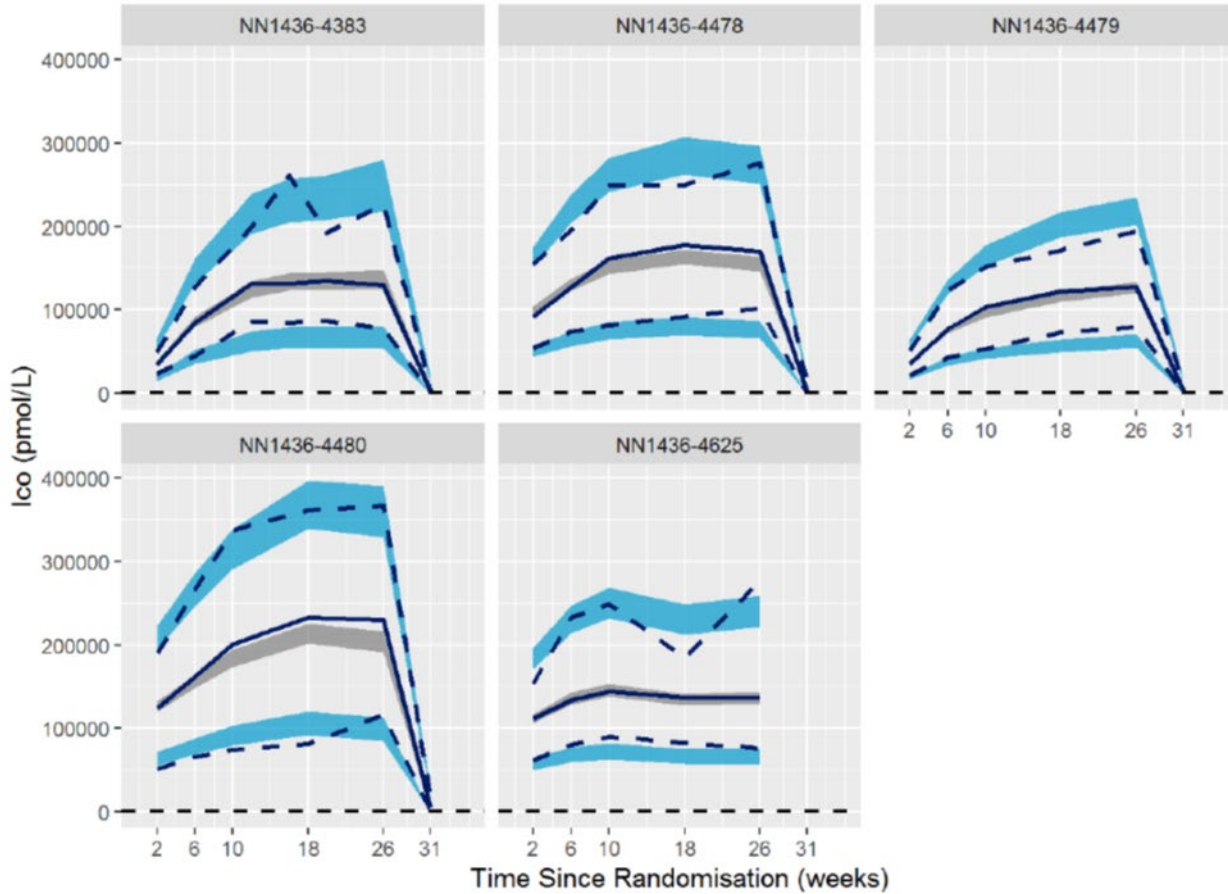 NN1436-4383 NN1436-4478 NN1436-4479
400000
300000
200000
100000
0
2 6 10 18 26 31
NN1436-4480 NN1436-4625
400000
300000
200000
100000
0
2 6 10 18 26 31 2 6 10 18 26 31
Ico (pmol/L)
Time Since Randomisation (weeks)